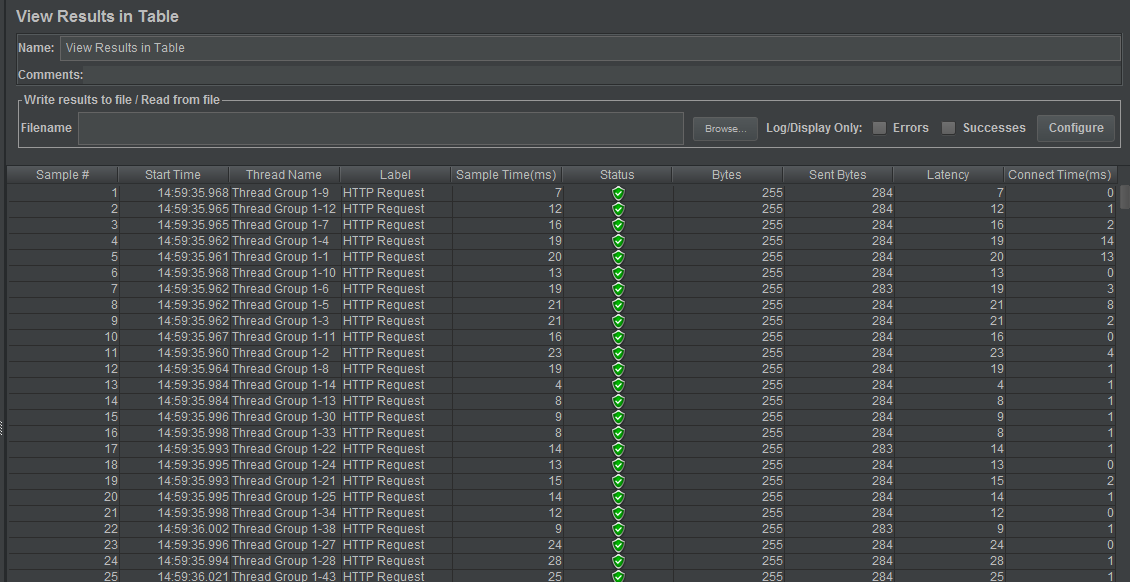 View Results in Table
Name: View Results in Table
Comments:
Write results to file / Read from file
Filename Browse... Log/Display Only: Errors Successes Configure
Sample # Start Time Thread Name Label Sample Time(ms) Status Bytes Sent Bytes Latency Connect Time(ms)
1 14:59:35.968 Thread Group 1-9 HTTP Request 7 255 284 7 0
2 14:59:35.965 Thread Group 1-12 HTTP Request 12 255 284 12 1
3 14:59:35.965 Thread Group 1-7 HTTP Request 16 255 284 16 2
4 14:59:35.962 Thread Group 1-4 HTTP Request 19 255 284 19 14
5 14:59:35.961 Thread Group 1-1 HTTP Request 20 255 284 20 13
6 14:59:35.968 Thread Group 1-10 HTTP Request 13 255 284 13 0
7 14:59:35.962 Thread Group 1-6 HTTP Request 19 255 283 19 3
8 14:59:35.962 Thread Group 1-5 HTTP Request 21 255 284 21 8
9 14:59:35.962 Thread Group 1-3 HTTP Request 21 255 284 21 2
10 14:59:35.967 Thread Group 1-11 HTTP Request 16 255 284 16 0
11 14:59:35.960 Thread Group 1-2 HTTP Request 23 255 284 23 4
12 14:59:35.964 Thread Group 1-8 HTTP Request 19 255 284 19 1
13 14:59:35.984 Thread Group 1-14 HTTP Request 4 255 284 4 1
14 14:59:35.984 Thread Group 1-13 HTTP Request 8 255 284 8 1
15 14:59:35.996 Thread Group 1-30 HTTP Request 9 255 284 9 1
16 14:59:35.998 Thread Group 1-33 HTTP Request 8 255 284 8 1
17 14:59:35.993 Thread Group 1-22 HTTP Request 14 255 283 14 1
18 14:59:35.995 Thread Group 1-24 HTTP Request 13 255 284 13 0
19 14:59:35.993 Thread Group 1-21 HTTP Request 15 255 284 15 2
20 14:59:35.995 Thread Group 1-25 HTTP Request 14 255 284 14 1
21 14:59:35.998 Thread Group 1-34 HTTP Request 12 255 284 12 0
22 14:59:36.002 Thread Group 1-38 HTTP Request 9 255 283 9 1
23 14:59:35.996 Thread Group 1-27 HTTP Request 24 255 284 24 0
24 14:59:35.994 Thread Group 1-28 HTTP Request 28 255 284 28 1
25 14:59:36.021 Thread Group 1-43 HTTP Request 25 255 284 25 1